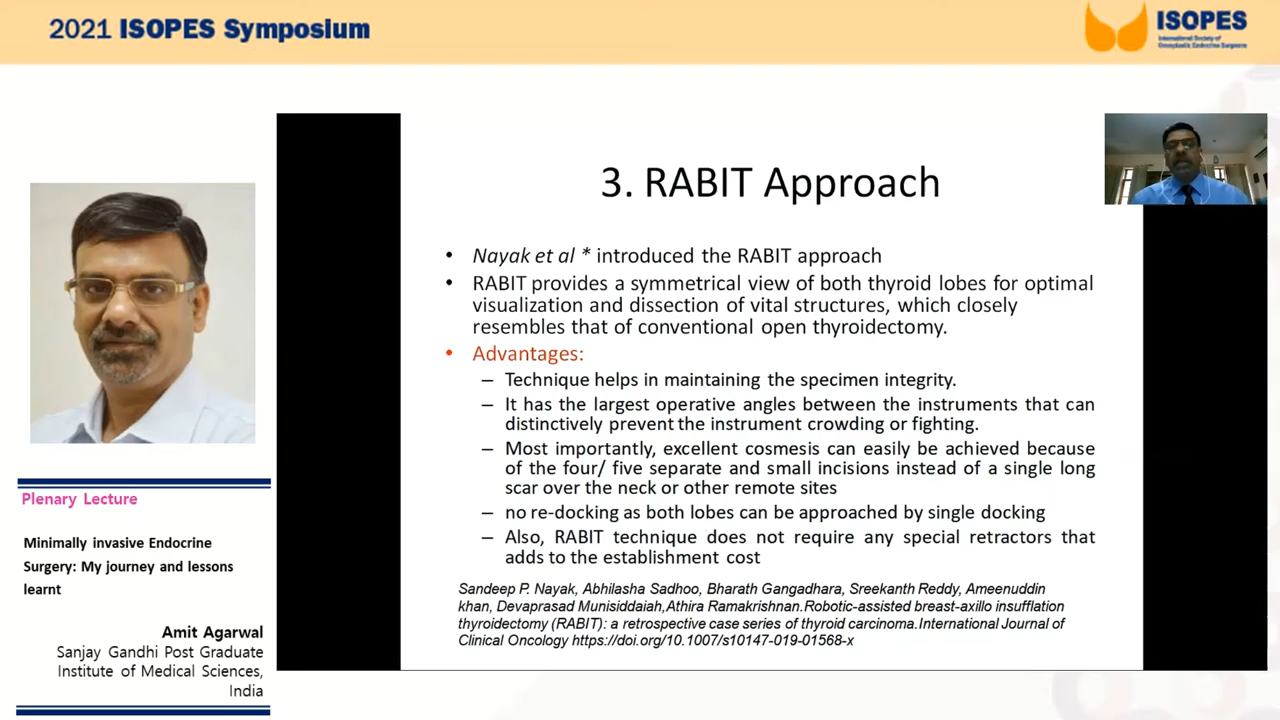 2021 ISOPES Symposium
ISOPES
International Society of
Oncoplastic Endocrine Surgeons
3. RABIT Approach
• Nayak et al * introduced the RABIT approach
• RABIT provides a symmetrical view of both thyroid lobes for optimal
visualization and dissection of vital structures, which closely
resembles that of conventional open thyroidectomy.
• Advantages:
– Technique helps in maintaining the specimen integrity.
– It has the largest operative angles between the instruments that can
distinctively prevent the instrument crowding or fighting.
– Most importantly, excellent cosmesis can easily be achieved because
of the four/ five separate and small incisions instead of a single long
scar over the neck or other remote sites
– no re-docking as both lobes can be approached by single docking
– Also, RABIT technique does not require any special retractors that
adds to the establishment cost
Sandeep P. Nayak, Abhilasha Sadhoo, Bharath Gangadhara, Sreekanth Reddy, Ameenuddin
khan, Devaprasad Munisiddaiah,Athira Ramakrishnan.Robotic-assisted breast-axillo insufflation
thyroidectomy (RABIT): a retrospective case series of thyroid carcinoma.International Journal of
Clinical Oncology https://doi.org/10.1007/s10147-019-01568-x
Plenary Lecture
Minimally invasive Endocrine
Surgery: My journey and lessons
learnt
Amit Agarwal
Sanjay Gandhi Post Graduate
Institute of Medical Sciences,
India